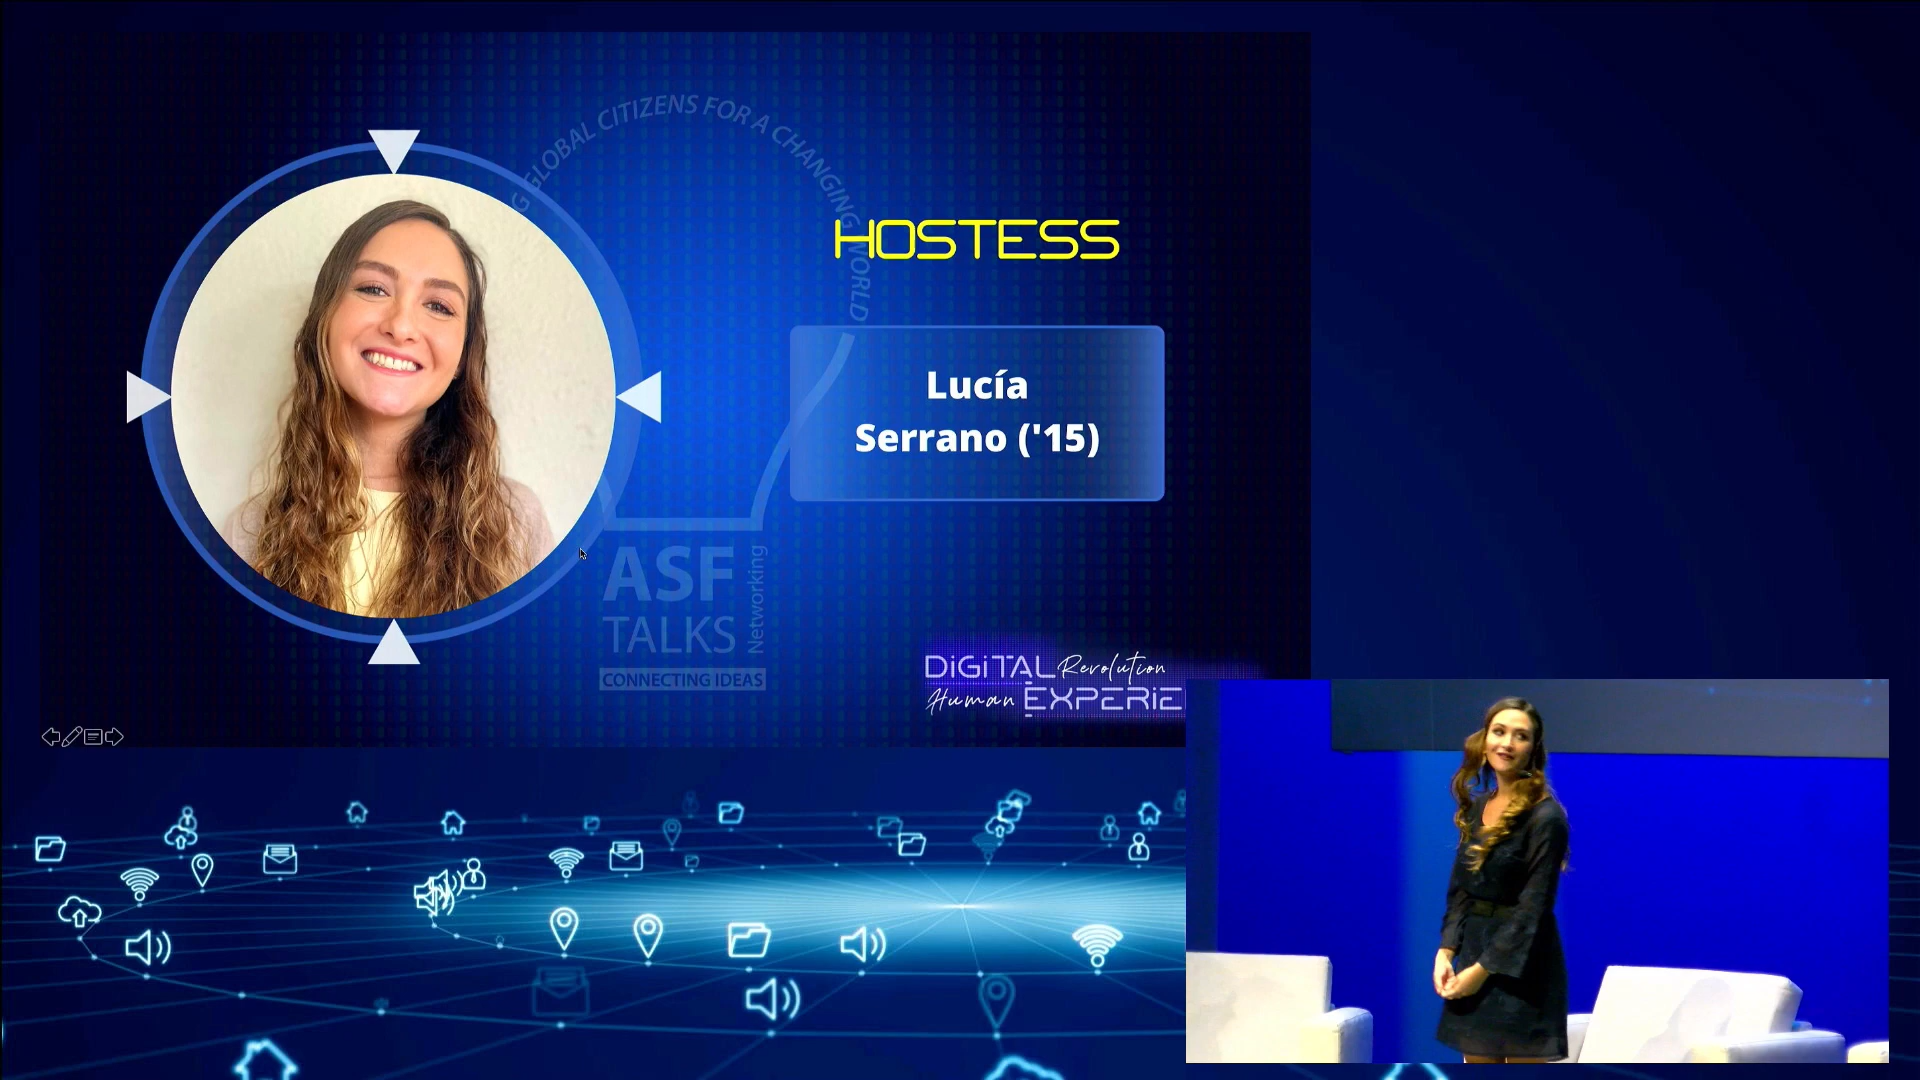 G GLOBAL CITIZENS FOR A CHANGING WORLD
HOSTESS
Lucía
Serrano ('15)
ASF
TALKS
Networking
CONNECTING IDEAS
DiGiTAL Revolution
Human EXPERiE